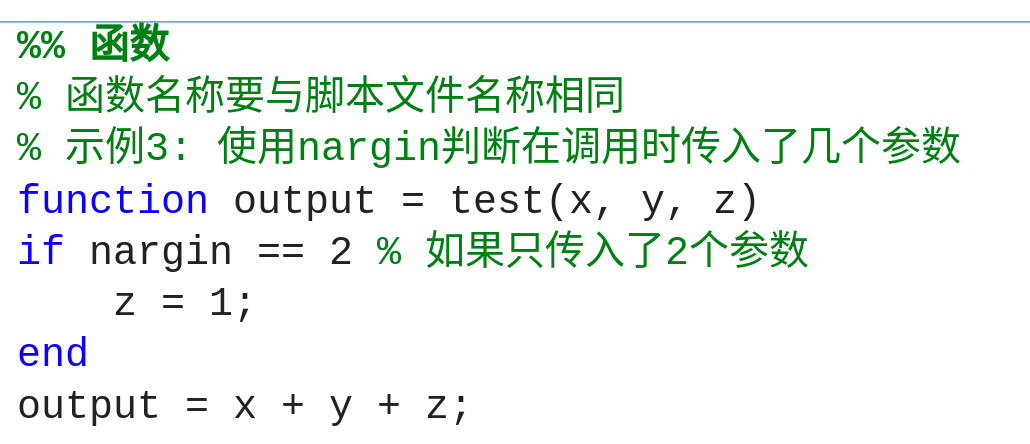 %% 函数
% 函数名称要与脚本文件名称相同
% 示例3: 使用nargin判断在调用时传入了几个参数
function output = test(x, y, z)
if nargin == 2 % 如果只传入了2个参数
    z = 1;
end
output = x + y + z;